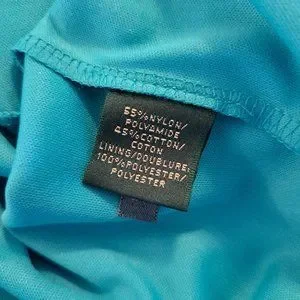 55%NYLON/
POLYAMIDE
45%COTTON/
COTON
LINING/DOUBLURE:
100%POLYESTER/
POLYESTER